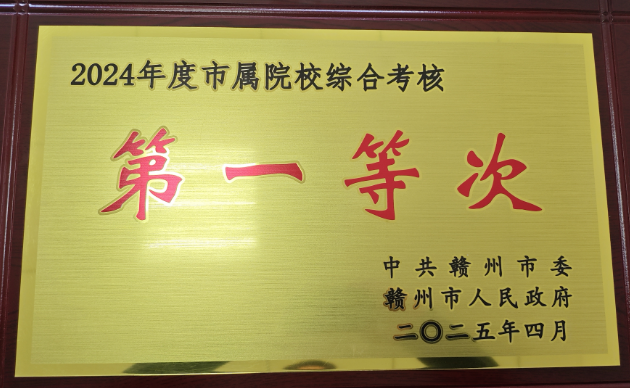 2024年度市属院校综合考核
第一等次
中共赣州市委
赣州市人民政府
二〇二五年四月